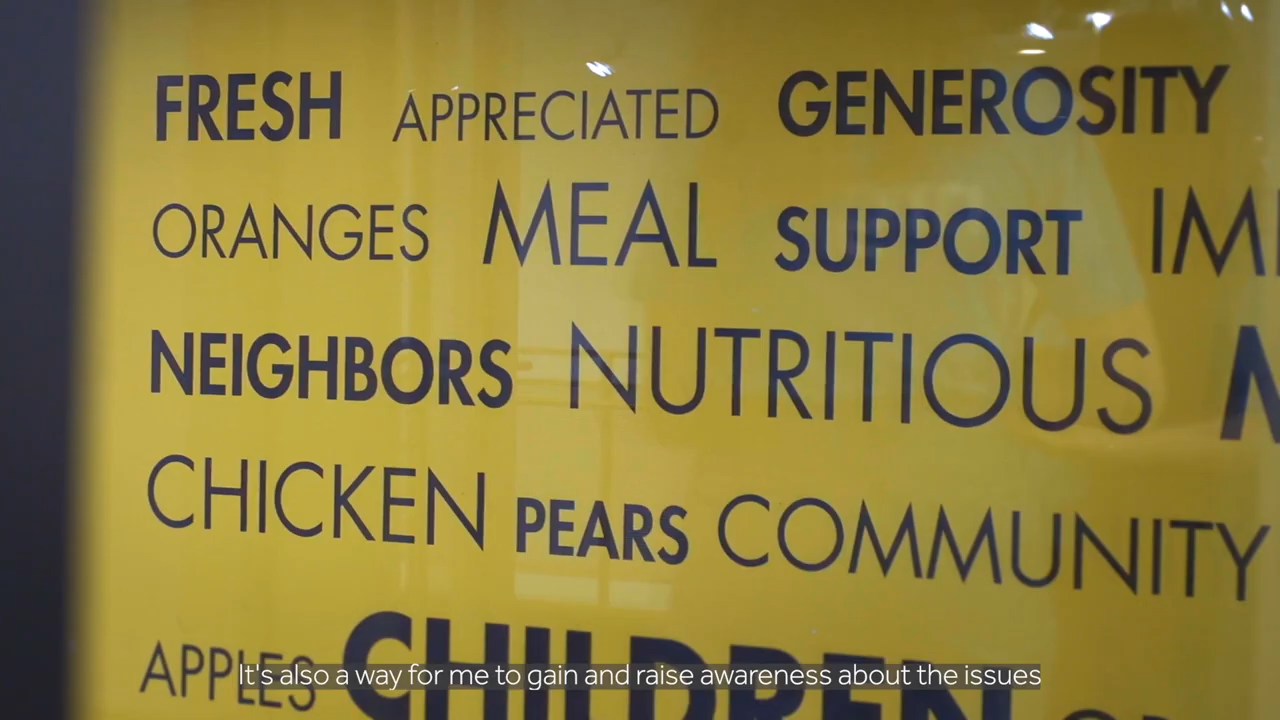 FRESH APPRECIATED GENEROSITY
ORANGES MEAL SUPPORT
NEIGHBORS NUTRITIOUS
CHICKEN PEARS COMMUNITY
APPLES CHILDREN
It's also a way for me to gain and raise awareness about the issues